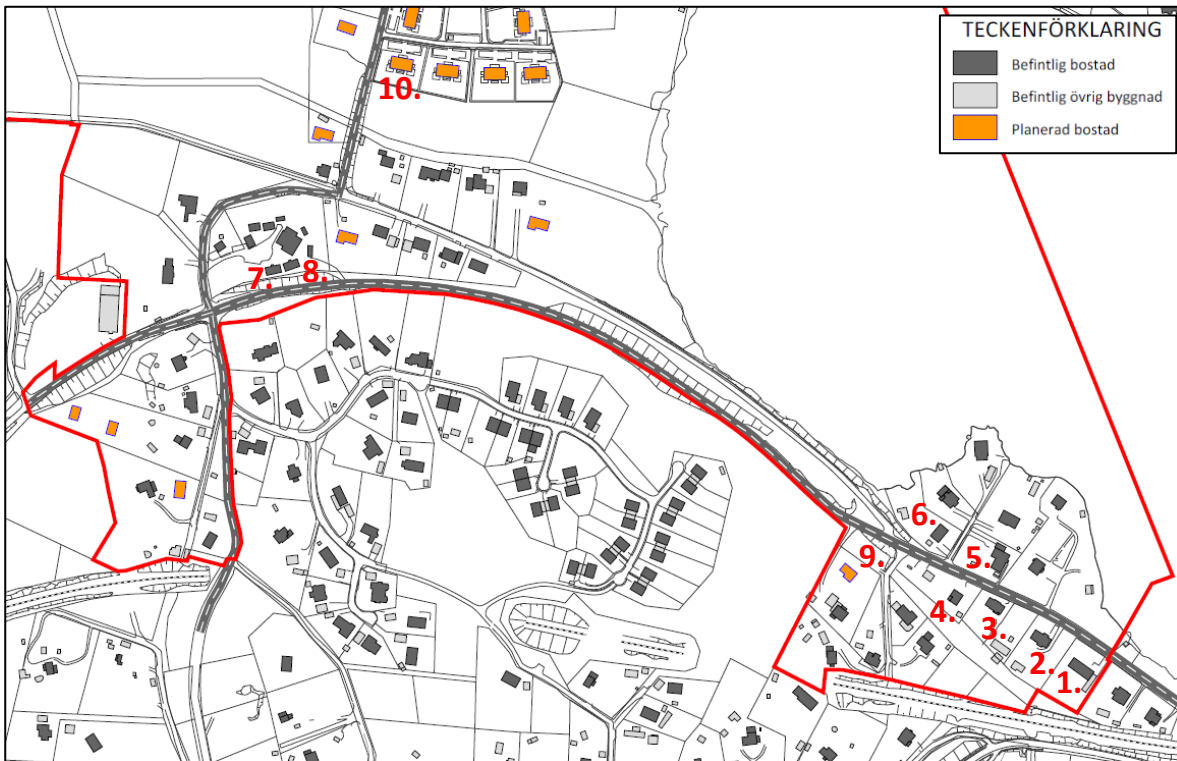 TECKENFÖRKLARING
Befintlig bostad
Befintlig övrig byggnad
Planerad bostad
10.
7.
8.
6.
9.
5.
4.
3.
2.
1.